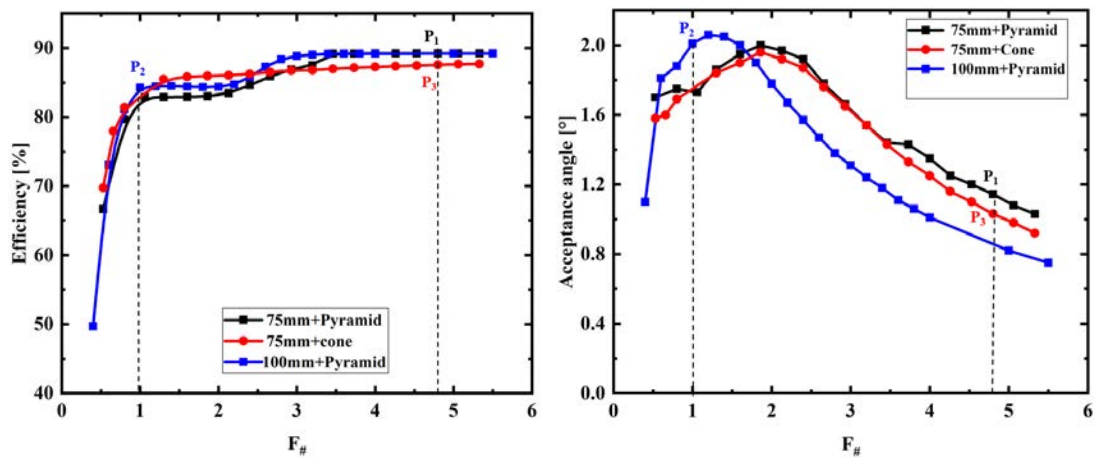 Efficiency [%]
90
80
70
60
50
40
P₂
P₁
P₃
75mm+Pyramid
75mm+cone
100mm+Pyramid
0 1 2 3 4 5 6
F#
Acceptance angle [°]
2.0
1.6
1.2
0.8
0.4
0.0
P₂
P₁
P₃
75mm+Pyramid
75mm+Cone
100mm+Pyramid
0 1 2 3 4 5 6
F#